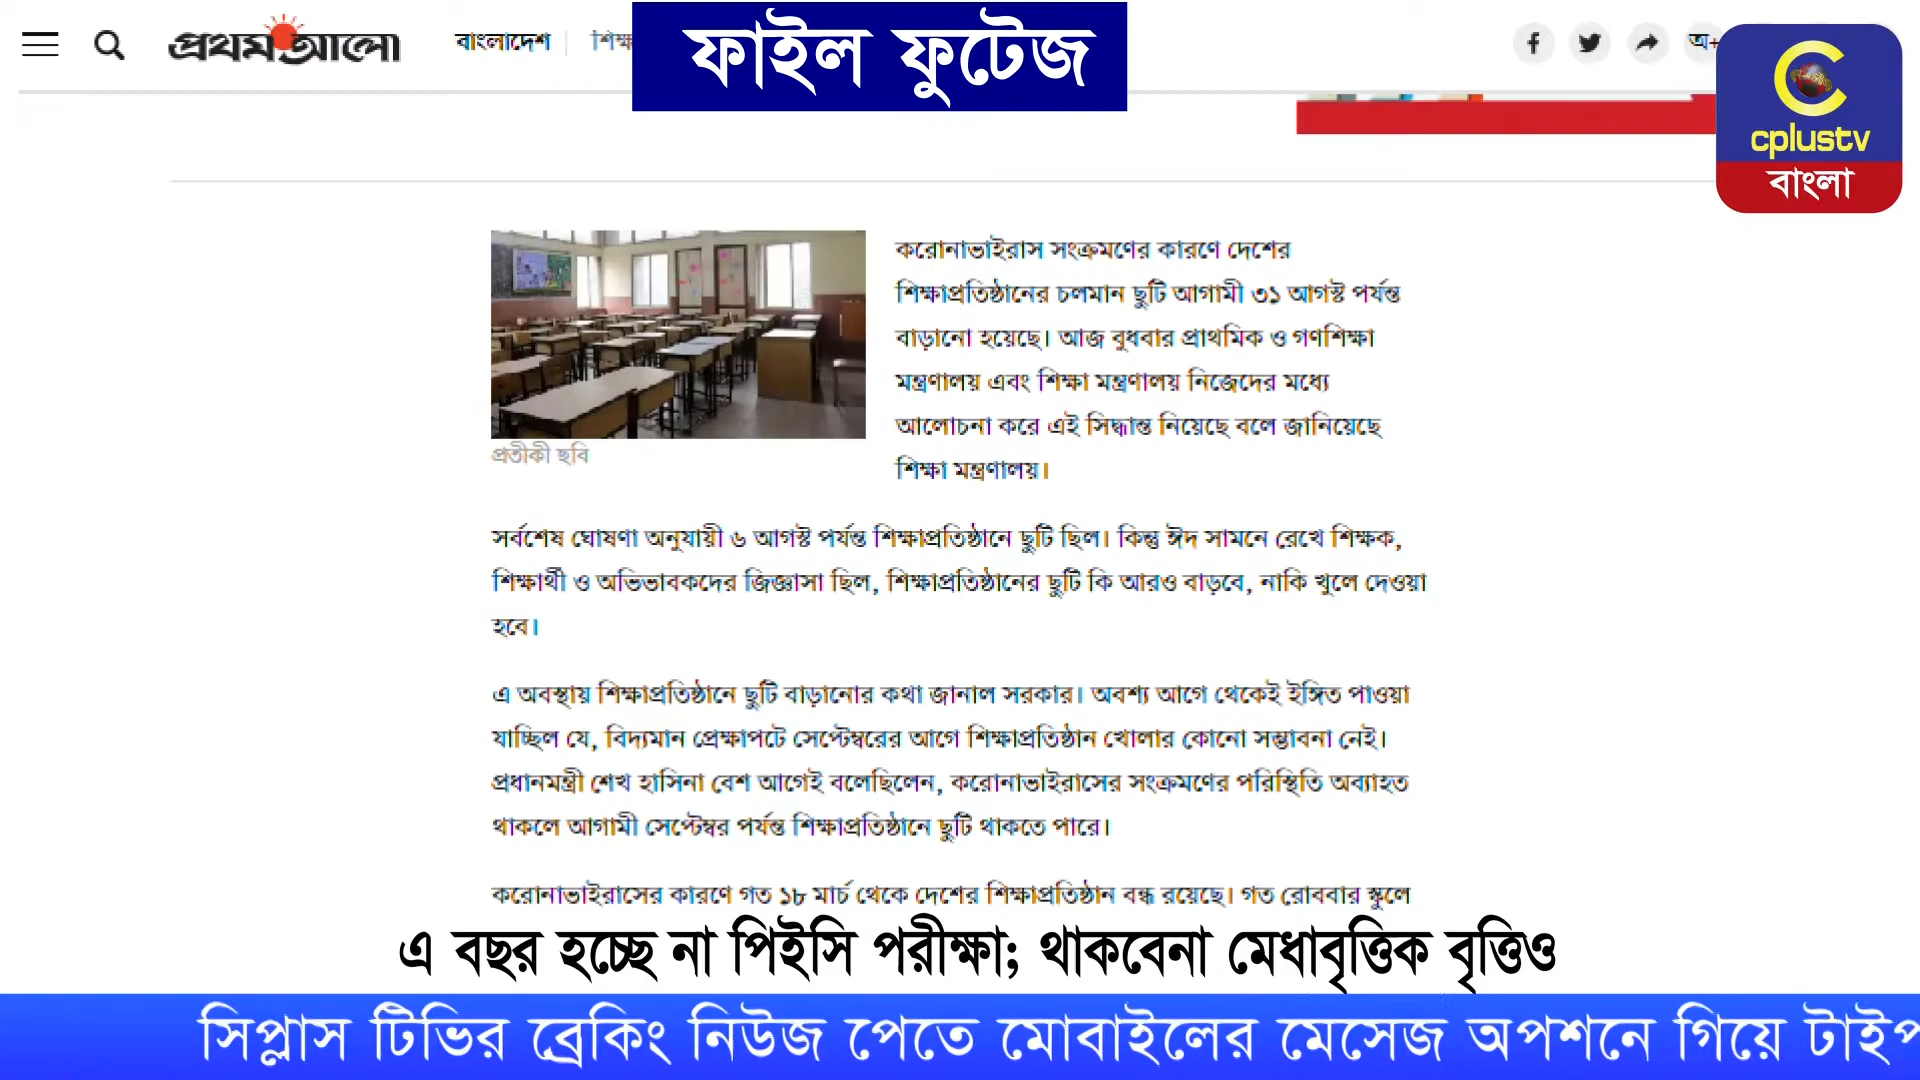 প্রথম আলো
বাংলাদেশ
ফাইল ফুটেজ
অ+
cplustv
বাংলা
করোনাভাইরাস সংক্রমণের কারণে দেশের
শিক্ষাপ্রতিষ্ঠানের চলমান ছুটি আগামী ৩১ আগস্ট পর্যন্ত
বাড়ানো হয়েছে। আজ বুধবার প্রাথমিক ও গণশিক্ষা
মন্ত্রণালয় এবং শিক্ষা মন্ত্রণালয় নিজেদের মধ্যে
আলোচনা করে এই সিদ্ধান্ত নিয়েছে বলে জানিয়েছে
শিক্ষা মন্ত্রণালয়।
প্রতীকী ছবি
সর্বশেষ ঘোষণা অনুযায়ী ৬ আগস্ট পর্যন্ত শিক্ষাপ্রতিষ্ঠানে ছুটি ছিল। কিন্তু ঈদ সামনে রেখে শিক্ষক,
শিক্ষার্থী ও অভিভাবকদের জিজ্ঞাসা ছিল, শিক্ষাপ্রতিষ্ঠানের ছুটি কি আরও বাড়বে, নাকি খুলে দেওয়া
হবে।
এ অবস্থায় শিক্ষাপ্রতিষ্ঠানে ছুটি বাড়ানোর কথা জানাল সরকার। অবশ্য আগে থেকেই ইঙ্গিত পাওয়া
যাচ্ছিল যে, বিদ্যমান প্রেক্ষাপটে সেপ্টেম্বরের আগে শিক্ষাপ্রতিষ্ঠান খোলার কোনো সম্ভাবনা নেই।
প্রধানমন্ত্রী শেখ হাসিনা বেশ আগেই বলেছিলেন, করোনাভাইরাসের সংক্রমণের পরিস্থিতি অব্যাহত
থাকলে আগামী সেপ্টেম্বর পর্যন্ত শিক্ষাপ্রতিষ্ঠানে ছুটি থাকতে পারে।
করোনাভাইরাসের কারণে গত ১৮ মার্চ থেকে দেশের শিক্ষাপ্রতিষ্ঠান বন্ধ রয়েছে। গত রোববার স্কুলে
এ বছর হচ্ছে না পিইসি পরীক্ষা; থাকবেনা মেধাবৃত্তিক বৃত্তিও
সিপ্লাস টিভির ব্রেকিং নিউজ পেতে মোবাইলের মেসেজ অপশনে গিয়ে টাইপ